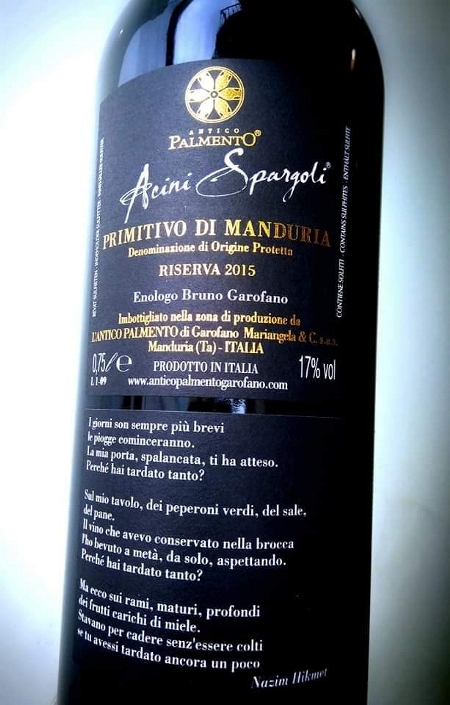 ANTICO
PALMENTO®
Acini Spargoli®
PRIMITIVO DI MANDURIA
Denominazione di Origine Protetta
RISERVA 2015
Enologo Bruno Garofano
Imbottigliato nella zona di produzione da
L'ANTICO PALMENTO di Garofano Mariangela & C. s.a.s.
Manduria (Ta) - ITALIA
0,75 l e
PRODOTTO IN ITALIA
17% vol
L 1-09
www.anticopalmentogarofano.com
CONTIENE SOLFITI - CONTAINS SULPHITES - ENTHÄLT SULFITE
I giorni son sempre più brevi
le piogge cominceranno.
La mia porta, spalancata, ti ha atteso.
Perché hai tardato tanto?
Sul mio tavolo, dei peperoni verdi, del sale,
del pane.
Il vino che avevo conservato nella brocca
l'ho bevuto a metà, da solo, aspettando.
Perché hai tardato tanto?
Ma ecco sui rami, maturi, profondi
dei frutti carichi di miele.
Stavano per cadere senz'essere colti
se tu avessi tardato ancora un poco
Nazim Hikmet